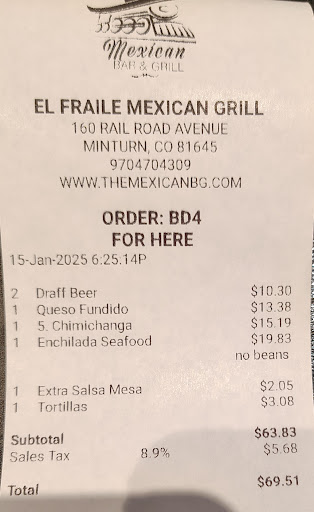 Mexican
BAR & GRILL
EL FRAILE MEXICAN GRILL
160 RAIL ROAD AVENUE
MINTURN, CO 81645
9704704309
WWW.THEMEXICANBG.COM
ORDER: BD4
FOR HERE
15-Jan-2025 6:25:14P
2 Draff Beer $10.30
1 Queso Fundido $13.38
1 5. Chimichanga $15.19
1 Enchilada Seafood $19.83
no beans
1 Extra Salsa Mesa $2.05
1 Tortillas $3.08
Subtotal $63.83
Sales Tax 8.9% $5.68
Total $69.51